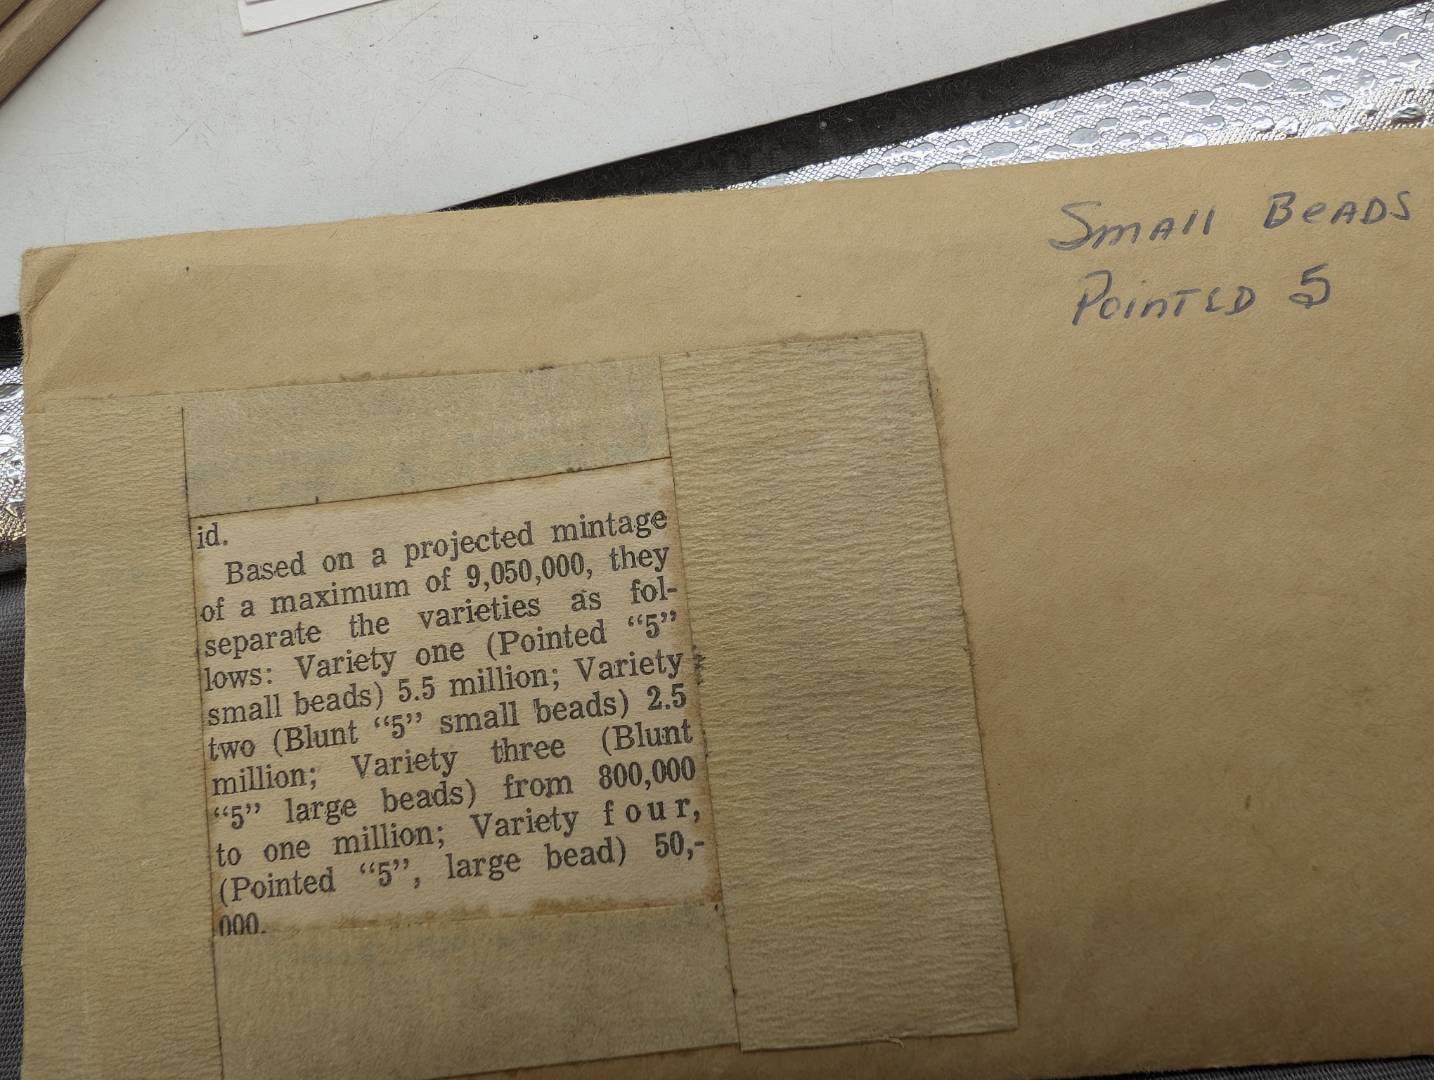 Small Beads
Pointed 5
id.
Based on a projected mintage
of a maximum of 9,050,000, they
separate the varieties as fol-
lows: Variety one (Pointed “5”
small beads) 5.5 million; Variety
two (Blunt “5” small beads) 2.5
million; Variety three (Blunt
“5” large beads) from 800,000
to one million; Variety four,
(Pointed “5”, large bead) 50,-
000.